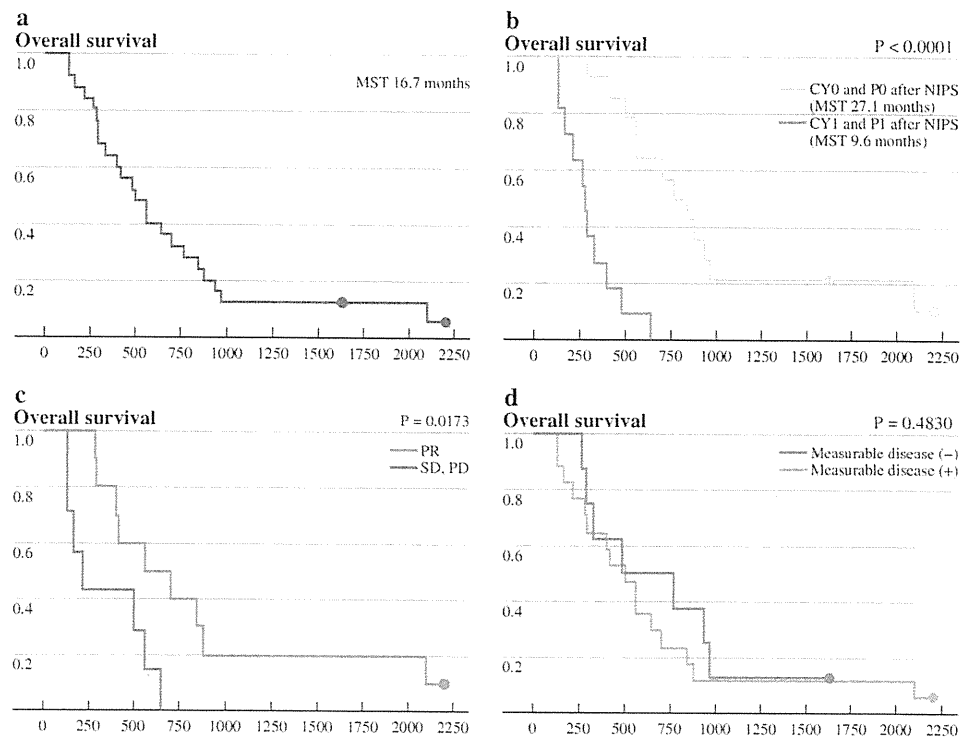 a
Overall survival
1.0
MST 16.7 months
0.8
0.6
0.4
0.2
0 250 500 750 1000 1250 1500 1750 2000 2250
b
Overall survival
P < 0.0001
1.0
CY0 and P0 after NIPS
(MST 27.1 months)
CY1 and P1 after NIPS
(MST 9.6 months)
0.8
0.6
0.4
0.2
0 250 500 750 1000 1250 1500 1750 2000 2250
c
Overall survival
P = 0.0173
1.0
PR
SD, PD
0.8
0.6
0.4
0.2
0 250 500 750 1000 1250 1500 1750 2000 2250
d
Overall survival
P = 0.4830
1.0
Measurable disease (−)
Measurable disease (+)
0.8
0.6
0.4
0.2
0 250 500 750 1000 1250 1500 1750 2000 2250